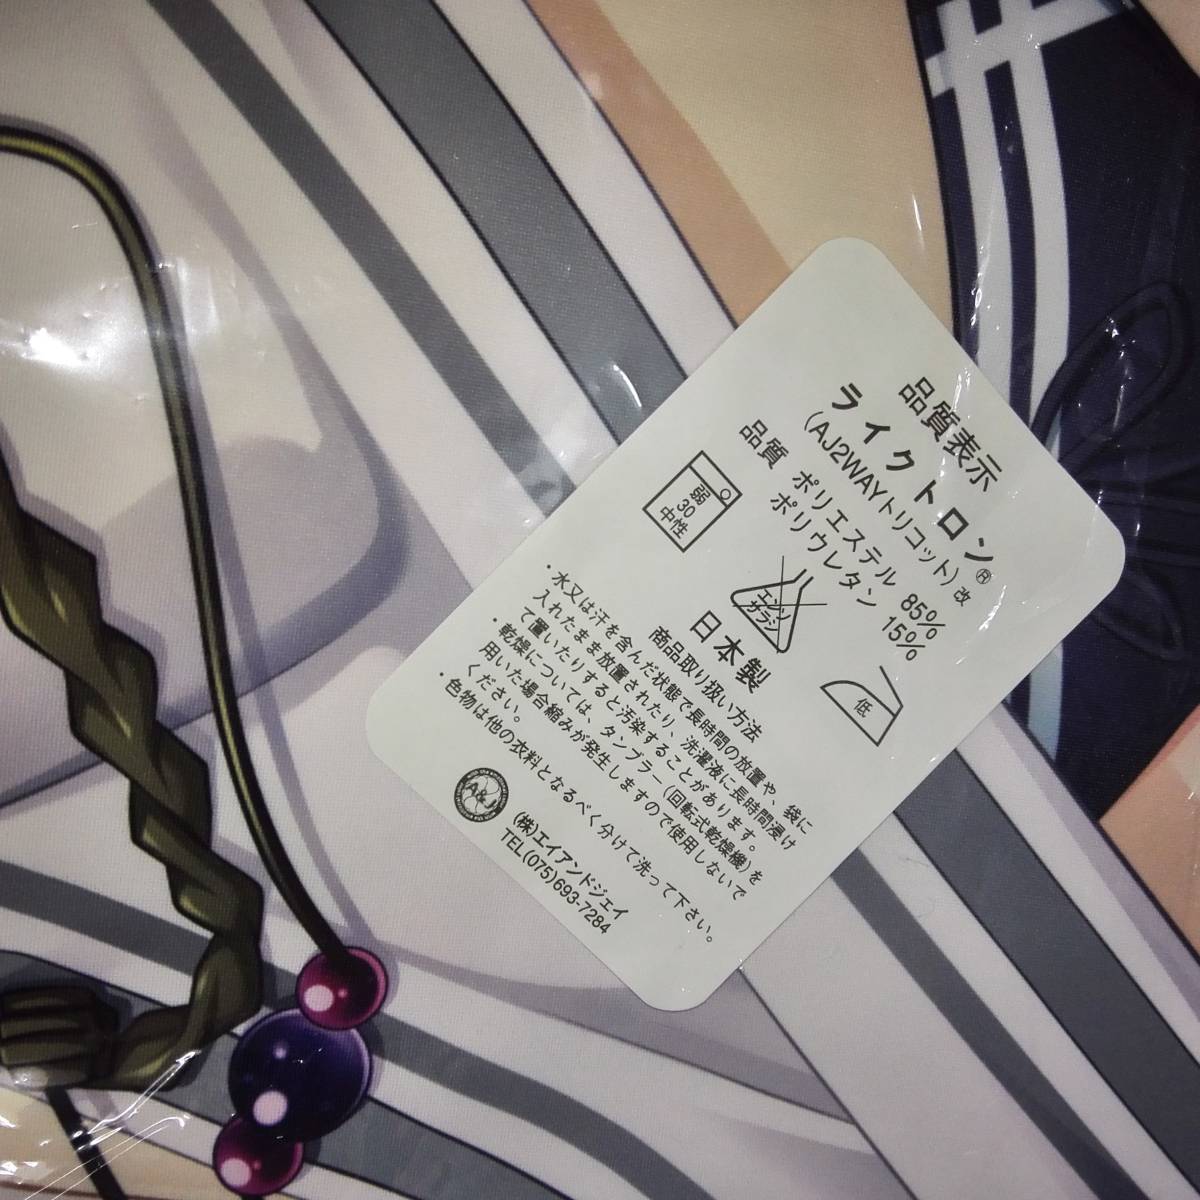 品質表示
ライクトロン®
(AJ2WAYトリコット)改
品質 ポリエステル 85%
ポリウレタン 15%
弱
30
中性
エンソ
サラシ
低
日本製
商品取り扱い方法
・水又は汗を含んだ状態で長時間の放置や、袋に
入れたまま放置されたり、洗濯液に長時間浸け
て置いたりすると汚染することがあります。
・乾燥については、タンブラー(回転式乾燥機)を
用いた場合縮みが発生しますので使用しないで
ください。
・色物は他の衣料となるべく分けて洗って下さい。
A&J
(株)エイアンドジェイ
TEL(075)693-7284